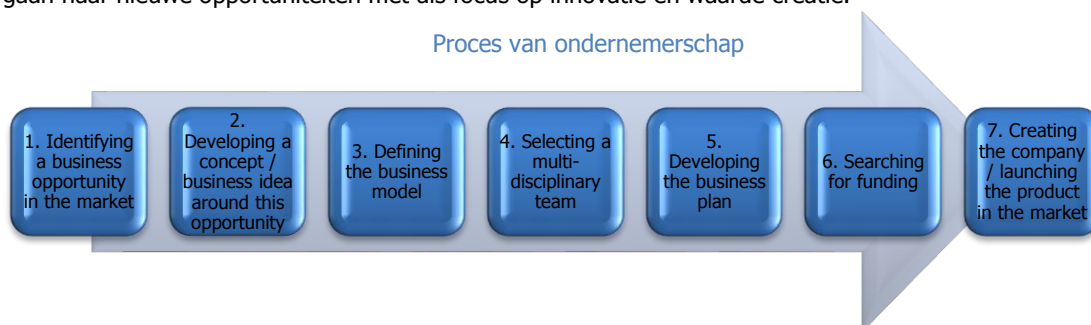 gaan naar nieuwe opportuniteiten met als focus op innovatie en waarde creatie.
Proces van ondernemerschap
1. Identifying
a business
opportunity
in the market
2.
Developing a
concept /
business idea
around this
opportunity
3. Defining
the business
model
4. Selecting a
multi-
disciplinary
team
5.
Developing
the business
plan
6. Searching
for funding
7. Creating
the company
/ launching
the product
in the market